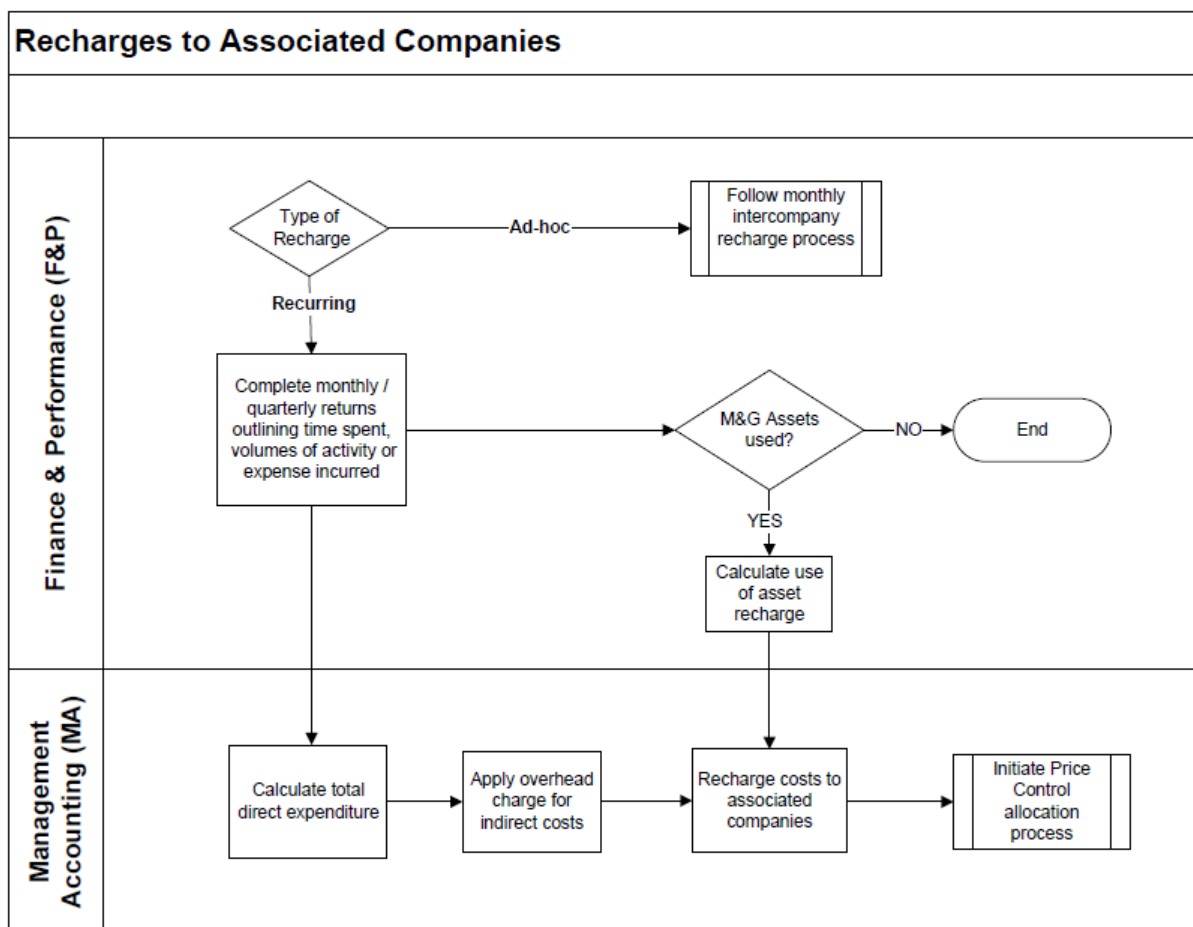 Recharges to Associated Companies
Finance & Performance (F&P)
Type of
Recharge
Ad-hoc
Follow monthly
intercompany
recharge process
Recurring
Complete monthly /
quarterly returns
outlining time spent,
volumes of activity or
expense incurred
M&G Assets
used?
NO
End
YES
Calculate use
of asset
recharge
Management
Accounting (MA)
Calculate total
direct expenditure
Apply overhead
charge for
indirect costs
Recharge costs to
associated
companies
Initiate Price
Control
allocation
process